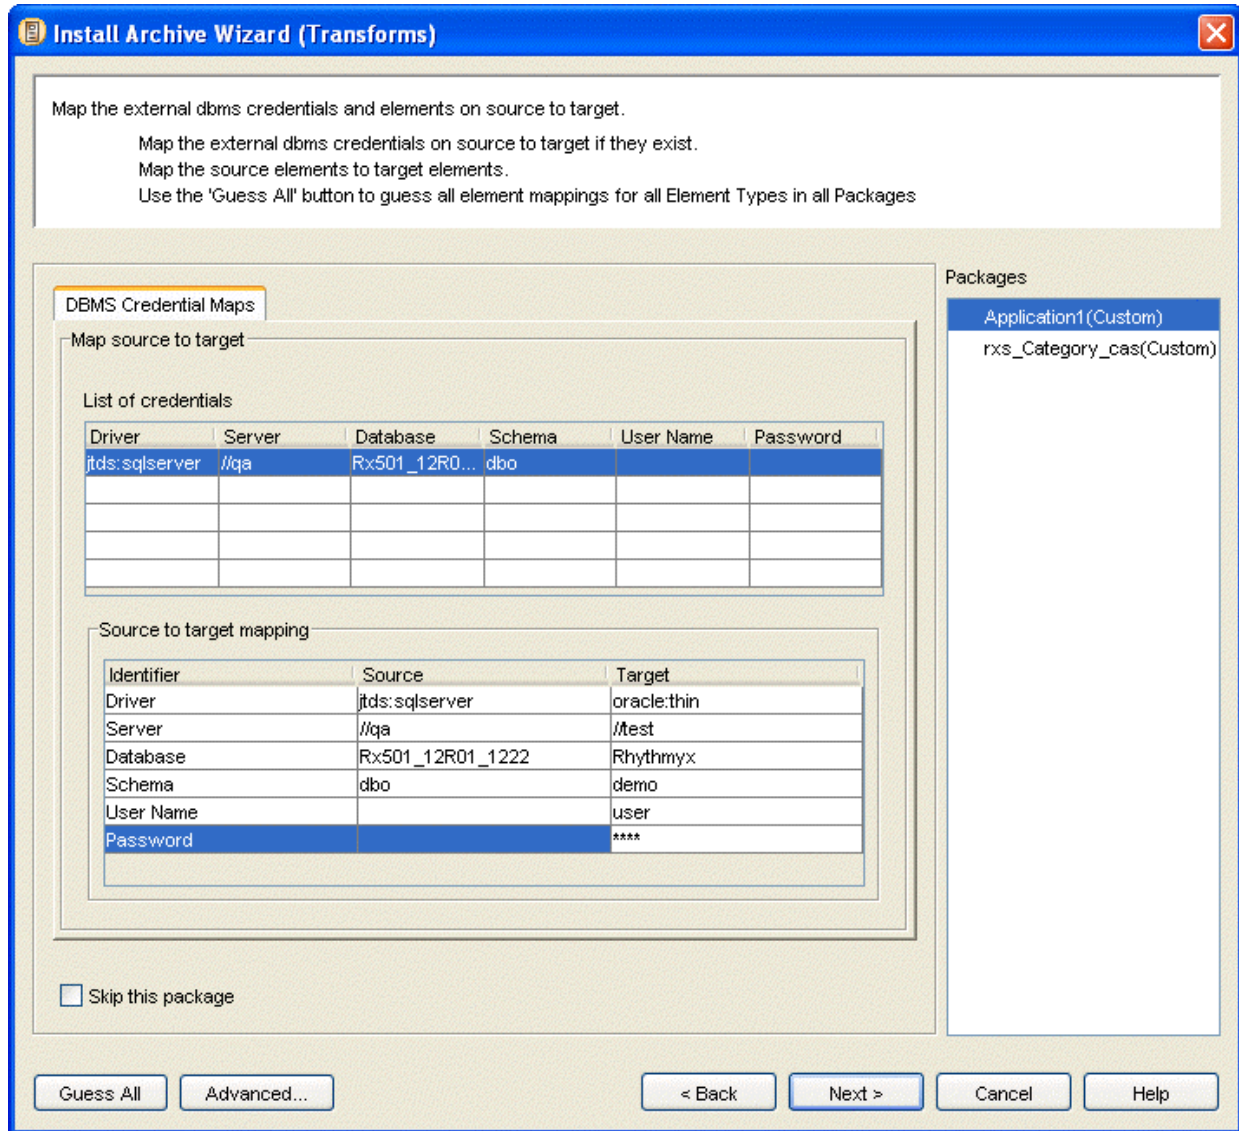 Install Archive Wizard (Transforms)
Map the external dbms credentials and elements on source to target.
Map the external dbms credentials on source to target if they exist.
Map the source elements to target elements.
Use the 'Guess All' button to guess all element mappings for all Element Types in all Packages
DBMS Credential Maps
Map source to target
List of credentials
Driver Server Database Schema User Name Password
jtds:sqlserver //qa Rx501_12R0... dbo
Source to target mapping
Identifier Source Target
Driver jtds:sqlserver oracle:thin
Server //qa //test
Database Rx501_12R01_1222 Rhythmyx
Schema dbo demo
User Name user
Password ****
Skip this package
Packages
Application1(Custom)
rxs_Category_cas(Custom)
Guess All Advanced... < Back Next > Cancel Help